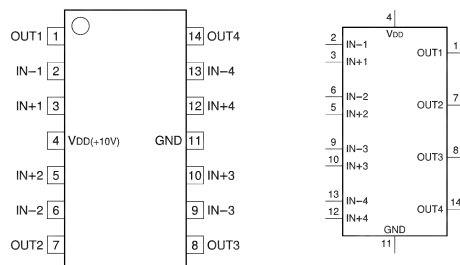 OUT1 1 14 OUT4
IN−1 2 13 IN−4
IN+1 3 12 IN+4
4 VDD(+10V) GND 11
IN+2 5 10 IN+3
IN−2 6 9 IN−3
OUT2 7 8 OUT3
4
VDD
2 IN−1
OUT1 1
3 IN+1
6 IN−2
OUT2 7
5 IN+2
9 IN−3
OUT3 8
10 IN+3
13 IN−4
OUT4 14
12 IN+4
GND
11